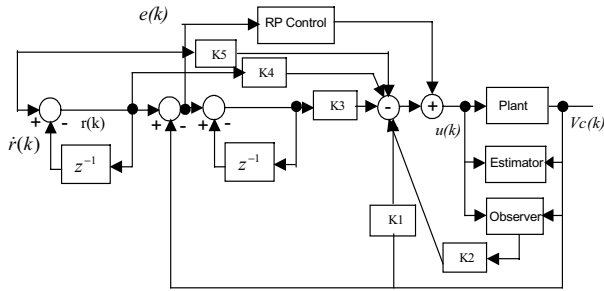 e(k)
RP Control
K5
K4
K3
r(k)
ṙ(k)
+
-
z⁻¹
+
-
+
-
z⁻¹
-
+
u(k)
Plant
Vc(k)
Estimator
Observer
K1
K2